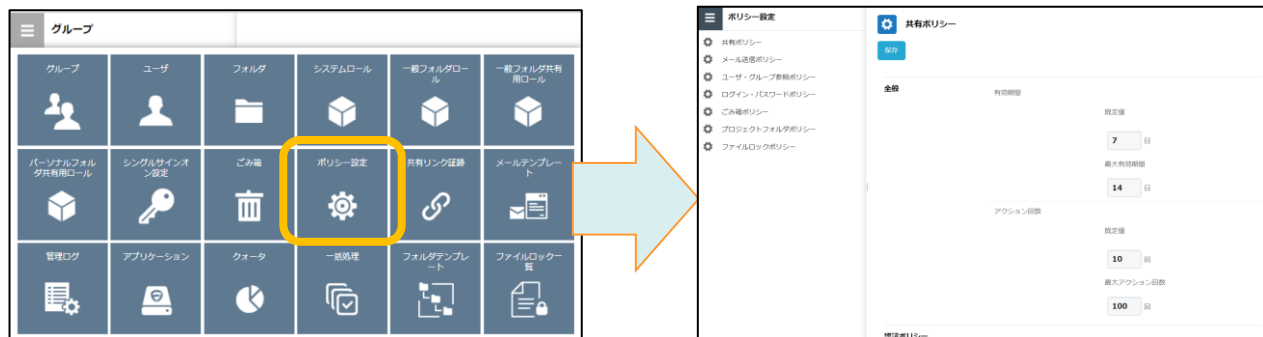 グループ
グループ
ユーザ
フォルダ
システムロール
一般フォルダロー
ル
一般フォルダ共有
用ロール
パーソナルフォル
ダ共有用ロール
シングルサインオ
ン設定
ごみ箱
ポリシー設定
共有リンク証跡
メールテンプレー
ト
管理ログ
アプリケーション
クォータ
一括処理
フォルダテンプレ
ート
ファイルロック一
覧
ポリシー設定
共有ポリシー
メール送信ポリシー
ユーザ・グループ参照ポリシー
ログイン・パスワードポリシー
ごみ箱ポリシー
プロジェクトフォルダポリシー
ファイルロックポリシー
共有ポリシー
保存
全般
有効期間
既定値
7 日
最大有効期間
14 日
アクション回数
既定値
10 回
最大アクション回数
100 回